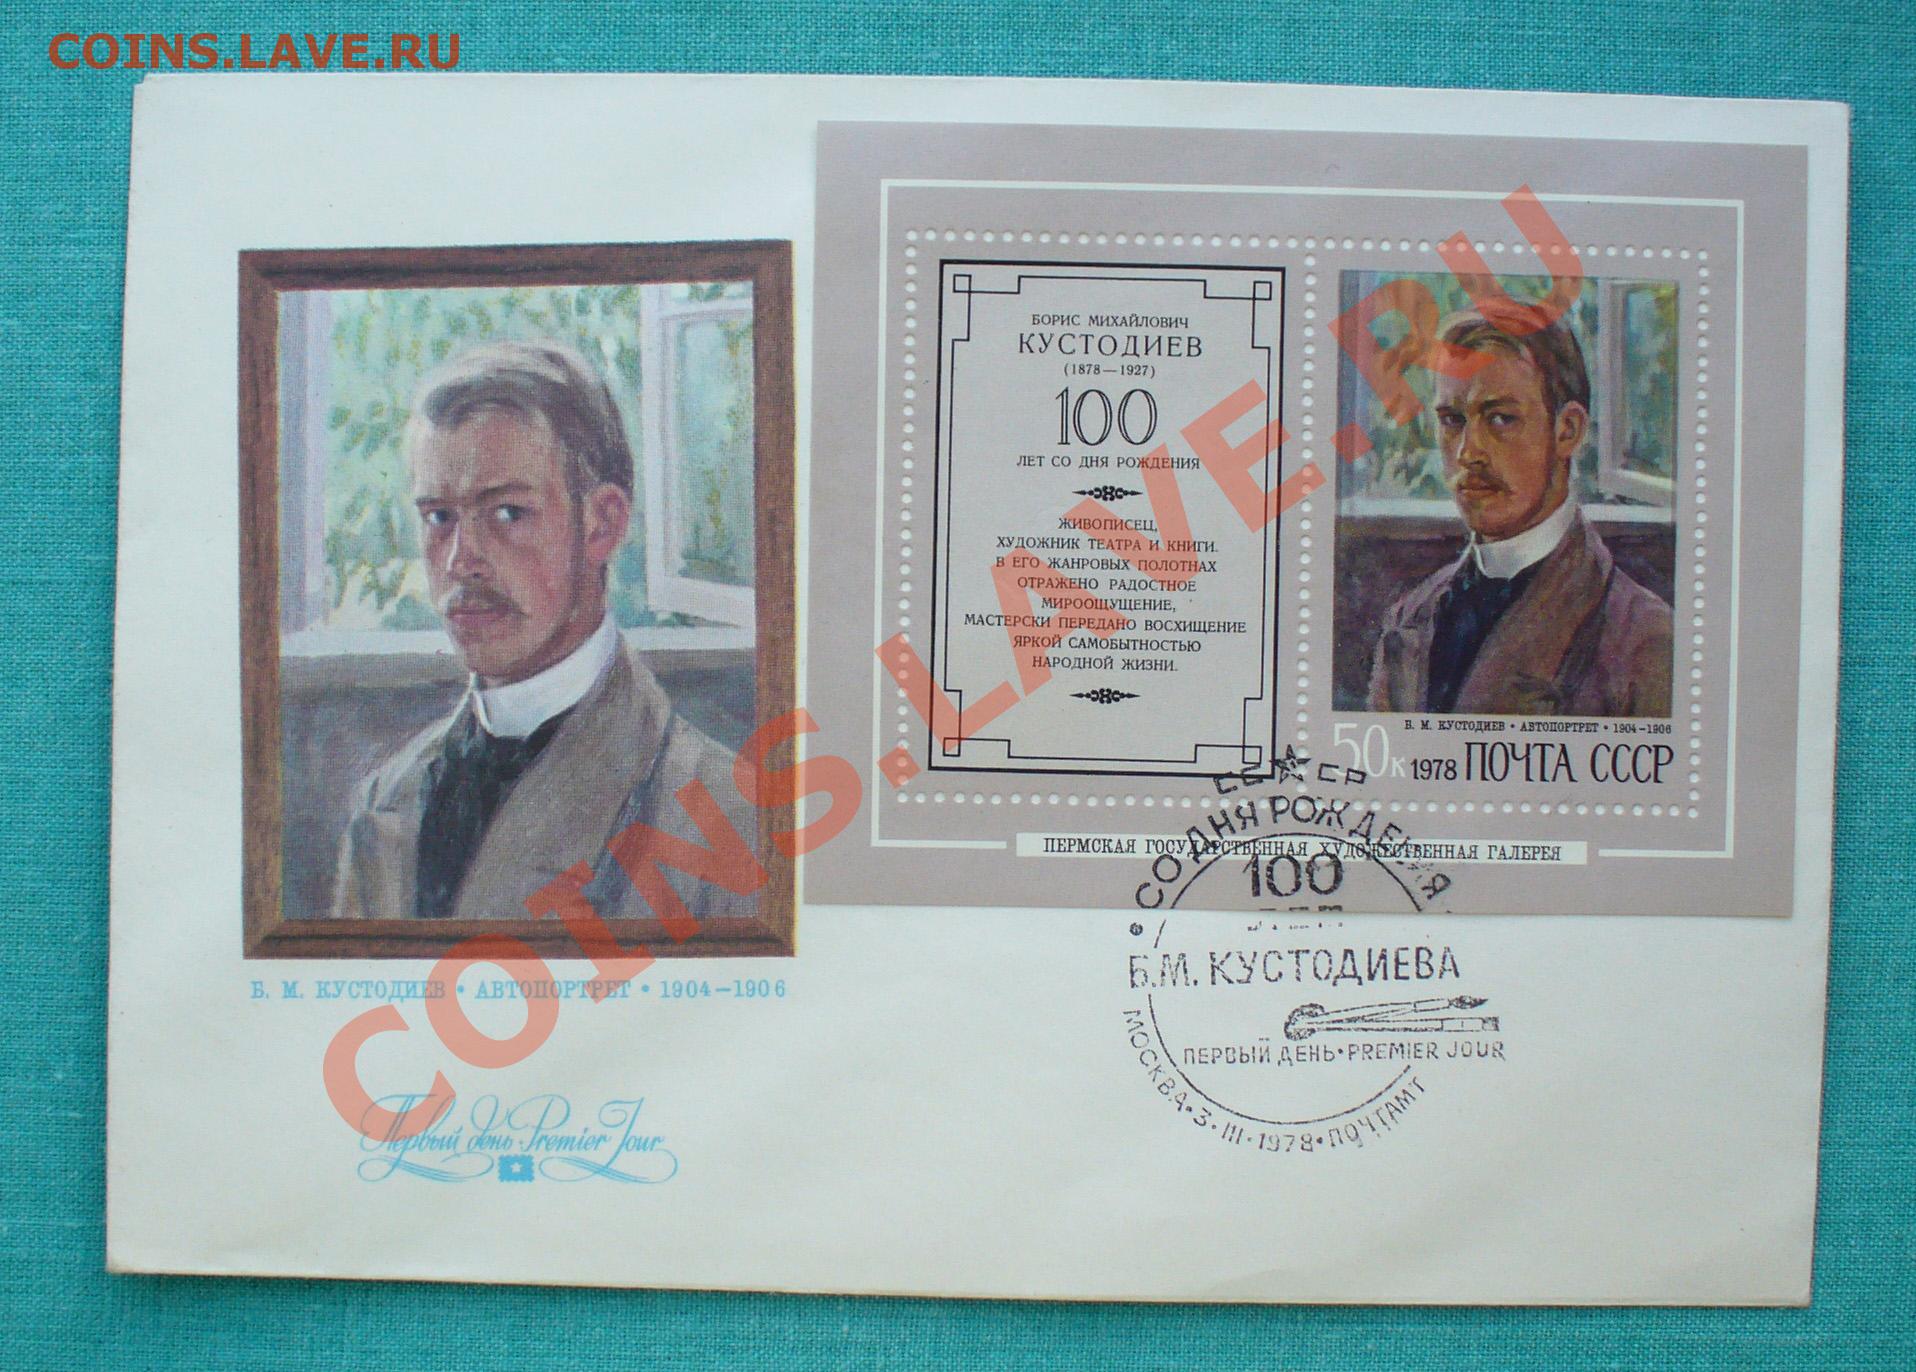 COINS.LAVE.RU
БОРИС МИХАЙЛОВИЧ
КУСТОДИЕВ
(1878—1927)
100
ЛЕТ СО ДНЯ РОЖДЕНИЯ
ЖИВОПИСЕЦ,
ХУДОЖНИК ТЕАТРА И КНИГИ.
В ЕГО ЖАНРОВЫХ ПОЛОТНАХ
ОТРАЖЕНО РАДОСТНОЕ
МИРООЩУЩЕНИЕ,
МАСТЕРСКИ ПЕРЕДАНО ВОСХИЩЕНИЕ
ЯРКОЙ САМОБЫТНОСТЬЮ
НАРОДНОЙ ЖИЗНИ.
Б. М. КУСТОДИЕВ • АВТОПОРТРЕТ • 1904—1906
50к 1978 ПОЧТА СССР
ПЕРМСКАЯ ГОСУДАРСТВЕННАЯ ХУДОЖЕСТВЕННАЯ ГАЛЕРЕЯ
СССР
• СО ДНЯ РОЖДЕНИЯ
100
Б.М. КУСТОДИЕВА
ПЕРВЫЙ ДЕНЬ • PREMIER JOUR
МОСКВА • 3 • III • 1978 • ПОЧТАМТ
Б. М. КУСТОДИЕВ • АВТОПОРТРЕТ • 1904—1906
Первый день • Premier Jour
COINS.LAVE.RU